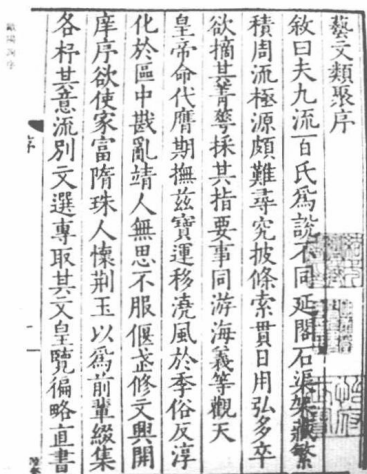 藝文類聚序
敘曰夫九流百氏爲說不同延閣石渠架藏繁
積周流極源頗難尋究披條索貫日用弘多卒
欲摘其菁華採其指要事同游海義等觀天
皇帝命代膺期撫茲寶運移澆風於季俗反淳
化於區中戡亂靖人無思不服偃武修文興開
庠序欲使家富隋珠人懷荆玉以爲前輩綴集
各杼其意流別文選專取其文皇覽徧略直書
序
一